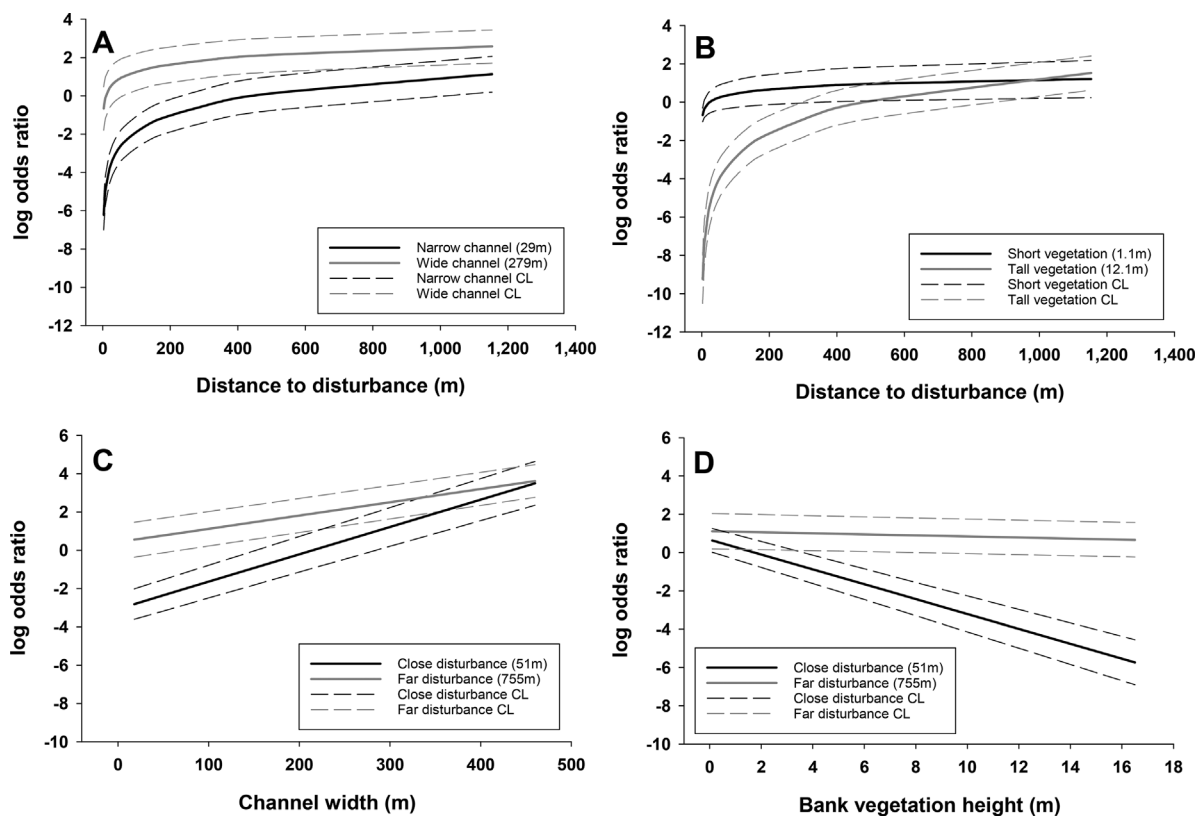 A
log odds ratio
4
2
0
-2
-4
-6
-8
-10
-12
Narrow channel (29m)
Wide channel (279m)
Narrow channel CL
Wide channel CL
0 200 400 600 800 1,000 1,200 1,400
Distance to disturbance (m)
B
log odds ratio
4
2
0
-2
-4
-6
-8
-10
-12
Short vegetation (1.1m)
Tall vegetation (12.1m)
Short vegetation CL
Tall vegetation CL
0 200 400 600 800 1,000 1,200 1,400
Distance to disturbance (m)
C
log odds ratio
6
4
2
0
-2
-4
-6
-8
-10
Close disturbance (51m)
Far disturbance (755m)
Close disturbance CL
Far disturbance CL
0 100 200 300 400 500
Channel width (m)
D
log odds ratio
6
4
2
0
-2
-4
-6
-8
-10
Close disturbance (51m)
Far disturbance (755m)
Close disturbance CL
Far disturbance CL
0 2 4 6 8 10 12 14 16 18
Bank vegetation height (m)